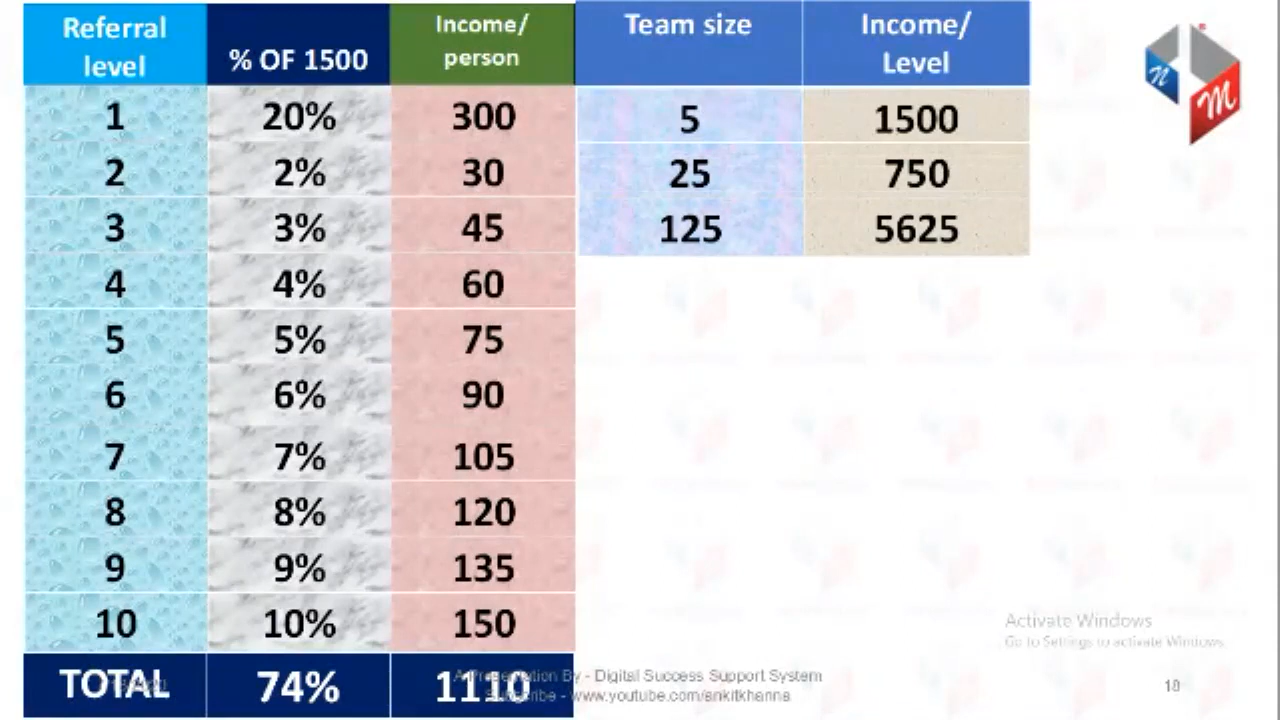 Referral level
% OF 1500
Income/ person
Team size
Income/ Level
1 20% 300 5 1500
2 2% 30 25 750
3 3% 45 125 5625
4 4% 60
5 5% 75
6 6% 90
7 7% 105
8 8% 120
9 9% 135
10 10% 150
TOTAL 74% 1110
n M
Activate Windows
Go to Settings to activate Windows.
A Presentation By - Digital Success Support System
Subscribe - www.youtube.com/ankitkhanna
18